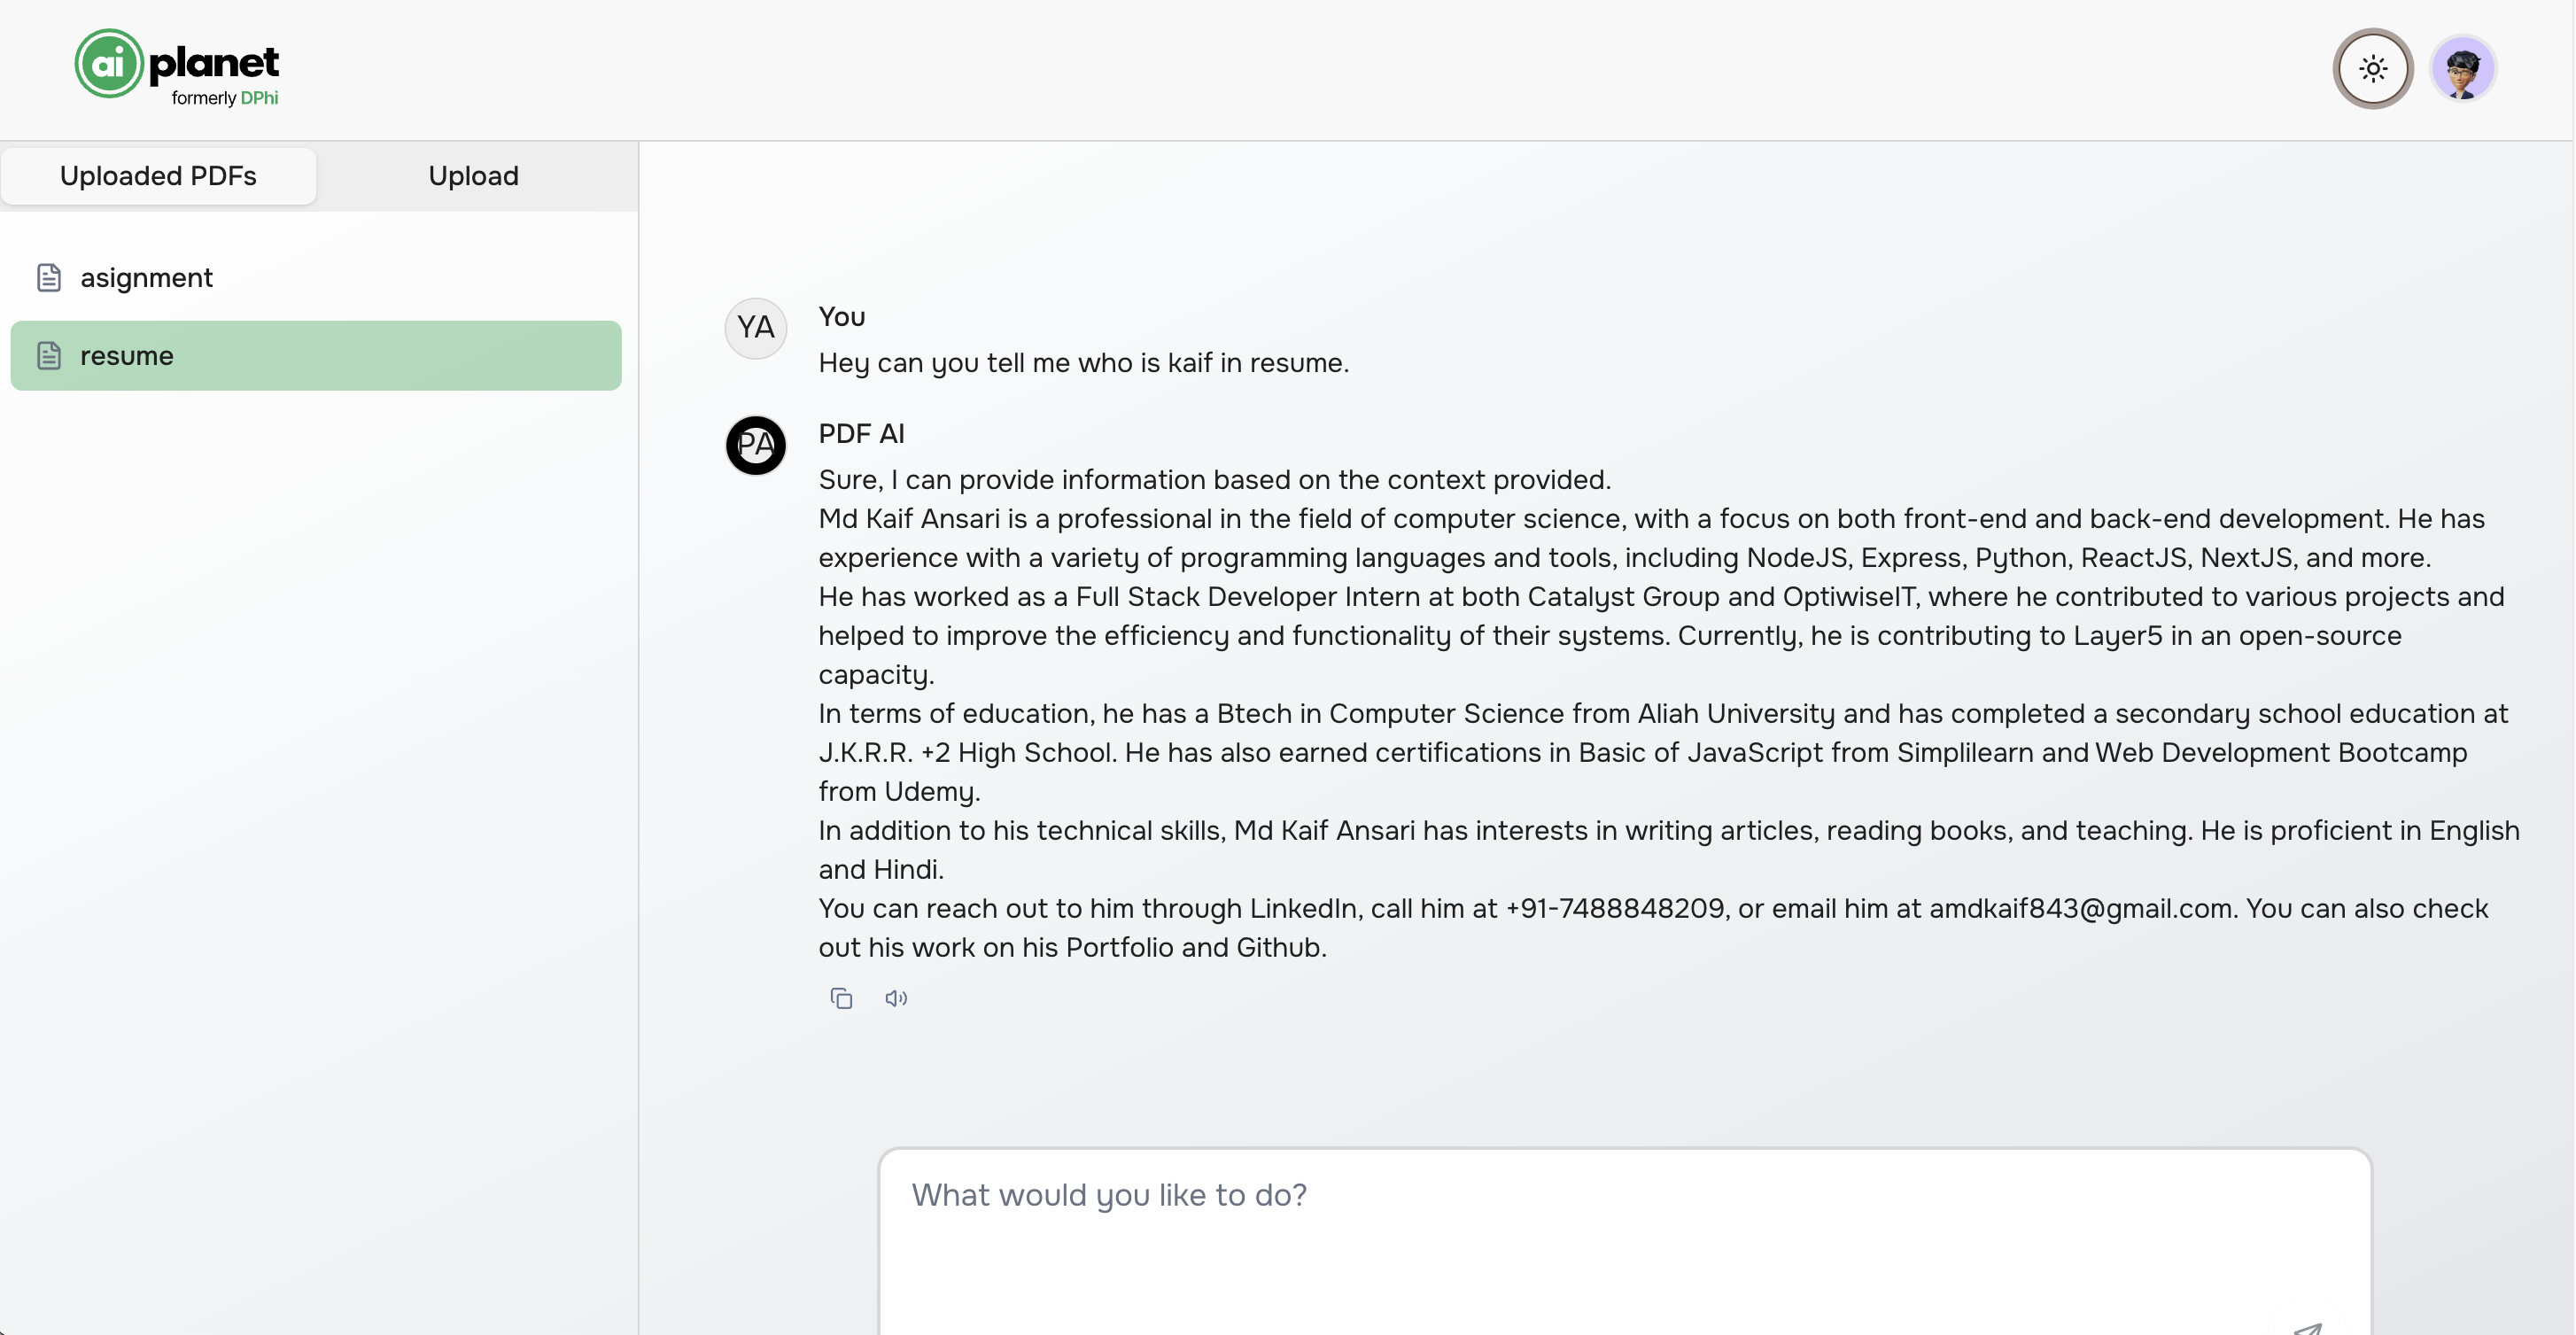 ai planet
formerly DPhi
Uploaded PDFs
Upload
asignment
resume
YA
You
Hey can you tell me who is kaif in resume.
PA
PDF AI
Sure, I can provide information based on the context provided.
Md Kaif Ansari is a professional in the field of computer science, with a focus on both front-end and back-end development. He has
experience with a variety of programming languages and tools, including NodeJS, Express, Python, ReactJS, NextJS, and more.
He has worked as a Full Stack Developer Intern at both Catalyst Group and OptiwiseIT, where he contributed to various projects and
helped to improve the efficiency and functionality of their systems. Currently, he is contributing to Layer5 in an open-source
capacity.
In terms of education, he has a Btech in Computer Science from Aliah University and has completed a secondary school education at
J.K.R.R. +2 High School. He has also earned certifications in Basic of JavaScript from Simplilearn and Web Development Bootcamp
from Udemy.
In addition to his technical skills, Md Kaif Ansari has interests in writing articles, reading books, and teaching. He is proficient in English
and Hindi.
You can reach out to him through LinkedIn, call him at +91-7488848209, or email him at amdkaif843@gmail.com. You can also check
out his work on his Portfolio and Github.
What would you like to do?